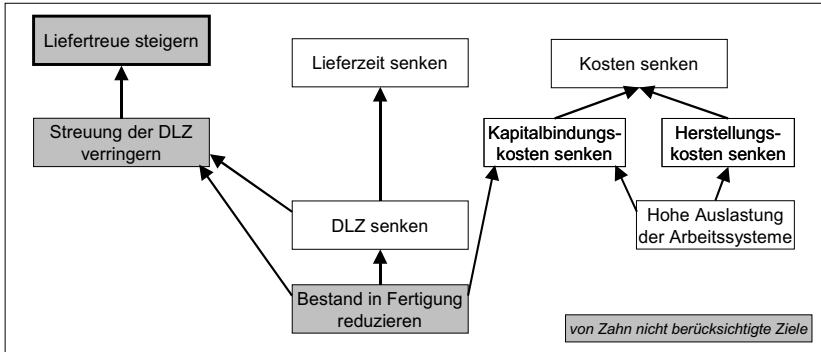 Liefertreue steigern
Lieferzeit senken
Kosten senken
Streuung der DLZ
verringern
Kapitalbindungs-
kosten senken
Herstellungs-
kosten senken
DLZ senken
Hohe Auslastung
der Arbeitssysteme
Bestand in Fertigung
reduzieren
von Zahn nicht berücksichtigte Ziele